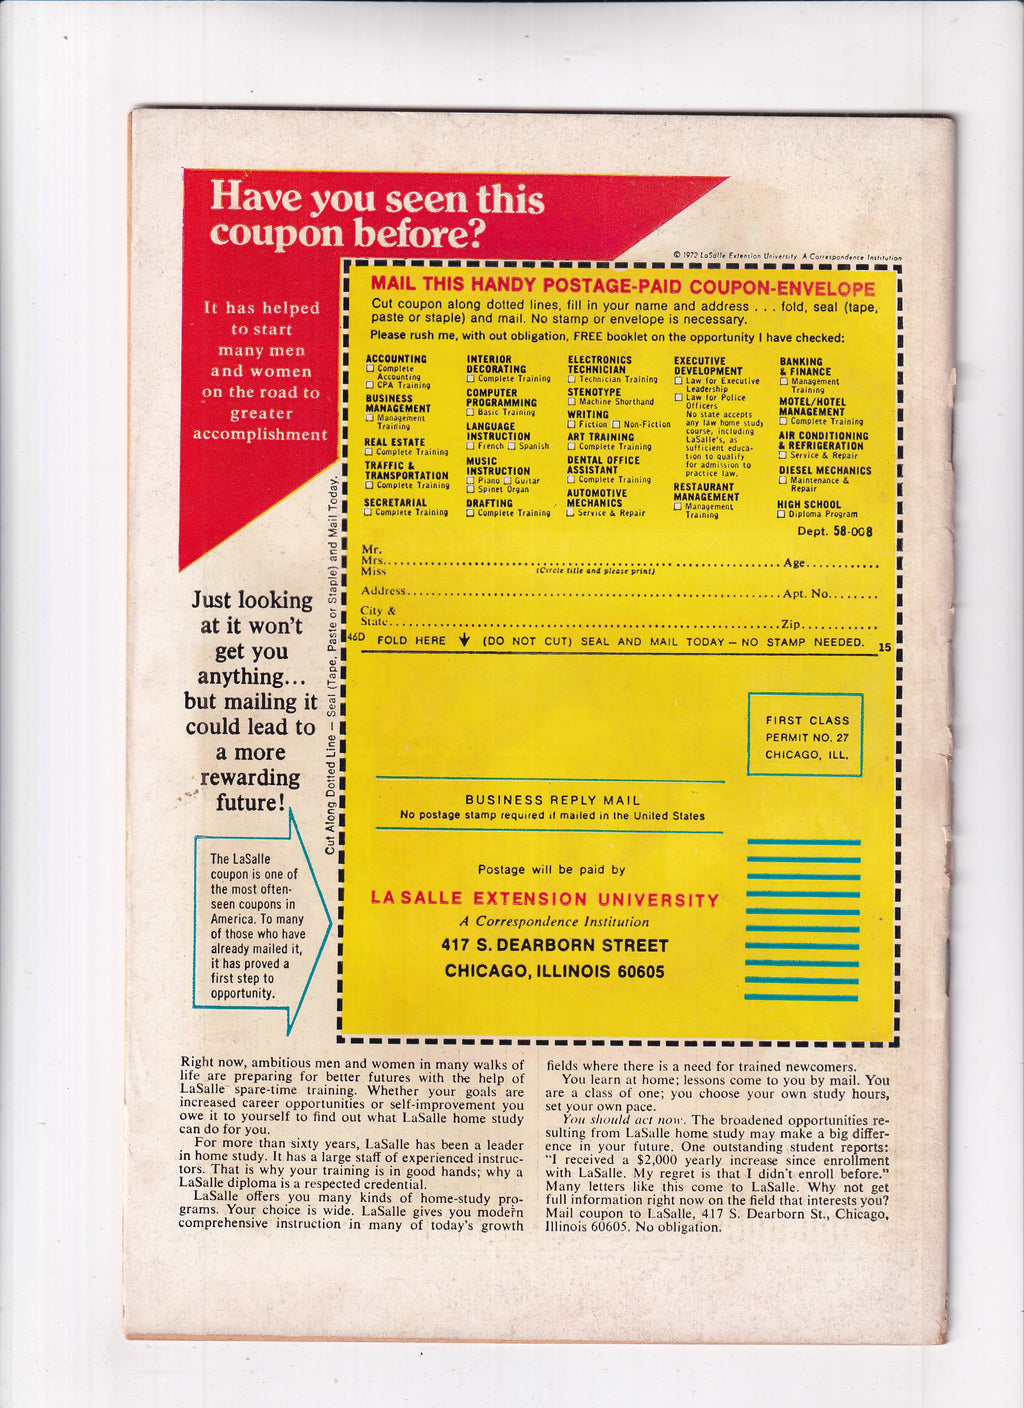 Have you seen this
coupon before?
It has helped
to start
many men
and women
on the road to
greater
accomplishment
Just looking
at it won't
get you
anything...
but mailing it
could lead to
a more
rewarding
future!
The LaSalle
coupon is one of
the most often-
seen coupons in
America. To many
of those who have
already mailed it,
it has proved a
first step to
opportunity.
Cut Along Dotted Line – Seal (Tape, Paste or Staple) and Mail Today.
© 1972 LaSalle Extension University. A Correspondence Institution
MAIL THIS HANDY POSTAGE-PAID COUPON-ENVELOPE
Cut coupon along dotted lines, fill in your name and address . . . fold, seal (tape,
paste or staple) and mail. No stamp or envelope is necessary.
Please rush me, with out obligation, FREE booklet on the opportunity I have checked:
ACCOUNTING
☐ Complete
Accounting
☐ CPA Training
BUSINESS
MANAGEMENT
☐ Management
Training
REAL ESTATE
☐ Complete Training
TRAFFIC &
TRANSPORTATION
☐ Complete Training
SECRETARIAL
☐ Complete Training
INTERIOR
DECORATING
☐ Complete Training
COMPUTER
PROGRAMMING
☐ Basic Training
LANGUAGE
INSTRUCTION
☐ French ☐ Spanish
MUSIC
INSTRUCTION
☐ Piano ☐ Guitar
☐ Spinet Organ
DRAFTING
☐ Complete Training
ELECTRONICS
TECHNICIAN
☐ Technician Training
STENOTYPE
☐ Machine Shorthand
WRITING
☐ Fiction ☐ Non-Fiction
ART TRAINING
☐ Complete Training
DENTAL OFFICE
ASSISTANT
☐ Complete Training
AUTOMOTIVE
MECHANICS
☐ Service & Repair
EXECUTIVE
DEVELOPMENT
☐ Law for Executive
Leadership
☐ Law for Police
Officers
No state accepts
any law home study
course, including
LaSalle's, as
sufficient educa-
tion to qualify
for admission to
practice law.
RESTAURANT
MANAGEMENT
☐ Management
Training
BANKING
& FINANCE
☐ Management
Training
MOTEL/HOTEL
MANAGEMENT
☐ Complete Training
AIR CONDITIONING
& REFRIGERATION
☐ Service & Repair
DIESEL MECHANICS
☐ Maintenance &
Repair
HIGH SCHOOL
☐ Diploma Program
Dept. 58-008
Mr.
Mrs. Age
Miss (Circle title and please print)
Address Apt. No.
City &
State Zip
46D FOLD HERE ↓ (DO NOT CUT) SEAL AND MAIL TODAY – NO STAMP NEEDED. 15
FIRST CLASS
PERMIT NO. 27
CHICAGO, ILL.
BUSINESS REPLY MAIL
No postage stamp required if mailed in the United States
Postage will be paid by
LA SALLE EXTENSION UNIVERSITY
A Correspondence Institution
417 S. DEARBORN STREET
CHICAGO, ILLINOIS 60605
Right now, ambitious men and women in many walks of
life are preparing for better futures with the help of
LaSalle spare-time training. Whether your goals are
increased career opportunities or self-improvement you
owe it to yourself to find out what LaSalle home study
can do for you.
For more than sixty years, LaSalle has been a leader
in home study. It has a large staff of experienced instruc-
tors. That is why your training is in good hands; why a
LaSalle diploma is a respected credential.
LaSalle offers you many kinds of home-study pro-
grams. Your choice is wide. LaSalle gives you modern
comprehensive instruction in many of today's growth
fields where there is a need for trained newcomers.
You learn at home; lessons come to you by mail. You
are a class of one; you choose your own study hours,
set your own pace.
You should act now. The broadened opportunities re-
sulting from LaSalle home study may make a big differ-
ence in your future. One outstanding student reports:
"I received a $2,000 yearly increase since enrollment
with LaSalle. My regret is that I didn't enroll before."
Many letters like this come to LaSalle. Why not get
full information right now on the field that interests you?
Mail coupon to LaSalle, 417 S. Dearborn St., Chicago,
Illinois 60605. No obligation.